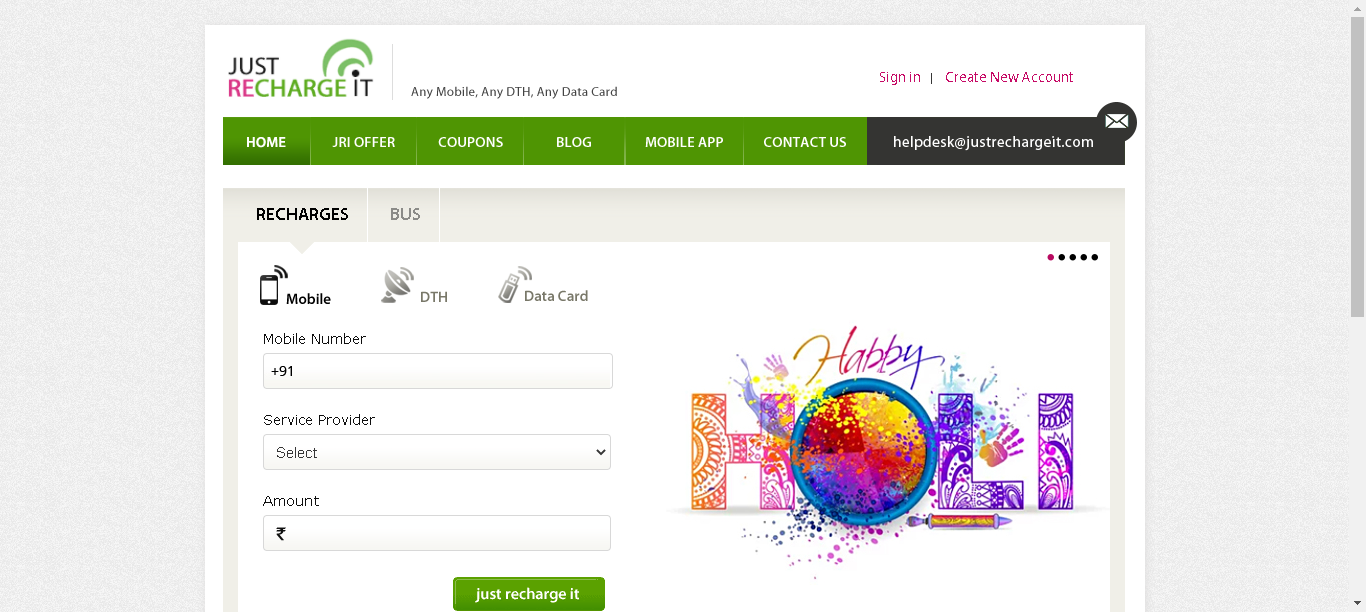 JUST
RECHARGE iT
Any Mobile, Any DTH, Any Data Card
Sign in | Create New Account
HOME JRI OFFER COUPONS BLOG MOBILE APP CONTACT US helpdesk@justrechargeit.com
RECHARGES BUS
Mobile DTH Data Card
Mobile Number
+91
Service Provider
Select
Amount
₹
just recharge it
Happy
HOLI